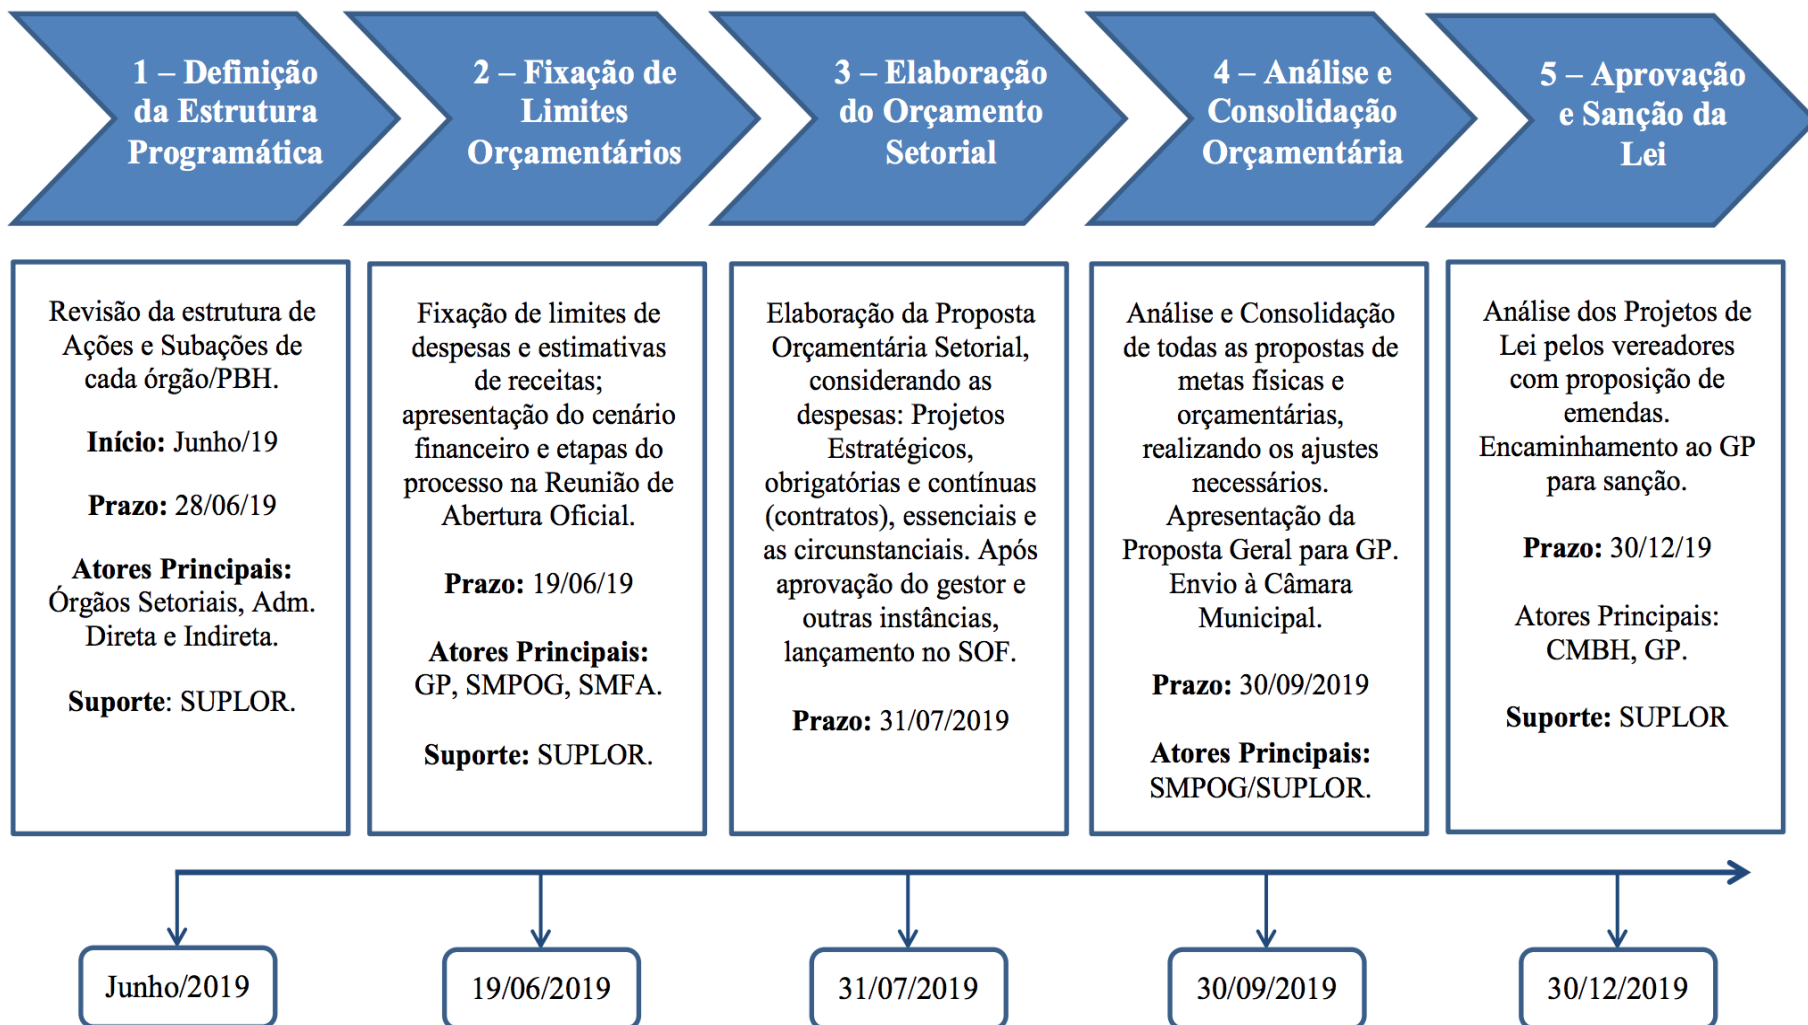 1 – Definição
da Estrutura
Programática
2 – Fixação de
Limites
Orçamentários
3 – Elaboração
do Orçamento
Setorial
4 – Análise e
Consolidação
Orçamentária
5 – Aprovação
e Sanção da
Lei
Revisão da estrutura de
Ações e Subações de
cada órgão/PBH.
Início: Junho/19
Prazo: 28/06/19
Atores Principais:
Órgãos Setoriais, Adm.
Direta e Indireta.
Suporte: SUPLOR.
Fixação de limites de
despesas e estimativas
de receitas;
apresentação do cenário
financeiro e etapas do
processo na Reunião de
Abertura Oficial.
Prazo: 19/06/19
Atores Principais:
GP, SMPOG, SMFA.
Suporte: SUPLOR.
Elaboração da Proposta
Orçamentária Setorial,
considerando as
despesas: Projetos
Estratégicos,
obrigatórias e contínuas
(contratos), essenciais e
as circunstanciais. Após
aprovação do gestor e
outras instâncias,
lançamento no SOF.
Prazo: 31/07/2019
Análise e Consolidação
de todas as propostas de
metas físicas e
orçamentárias,
realizando os ajustes
necessários.
Apresentação da
Proposta Geral para GP.
Envio à Câmara
Municipal.
Prazo: 30/09/2019
Atores Principais:
SMPOG/SUPLOR.
Análise dos Projetos de
Lei pelos vereadores
com proposição de
emendas.
Encaminhamento ao GP
para sanção.
Prazo: 30/12/19
Atores Principais:
CMBH, GP.
Suporte: SUPLOR
Junho/2019
19/06/2019
31/07/2019
30/09/2019
30/12/2019